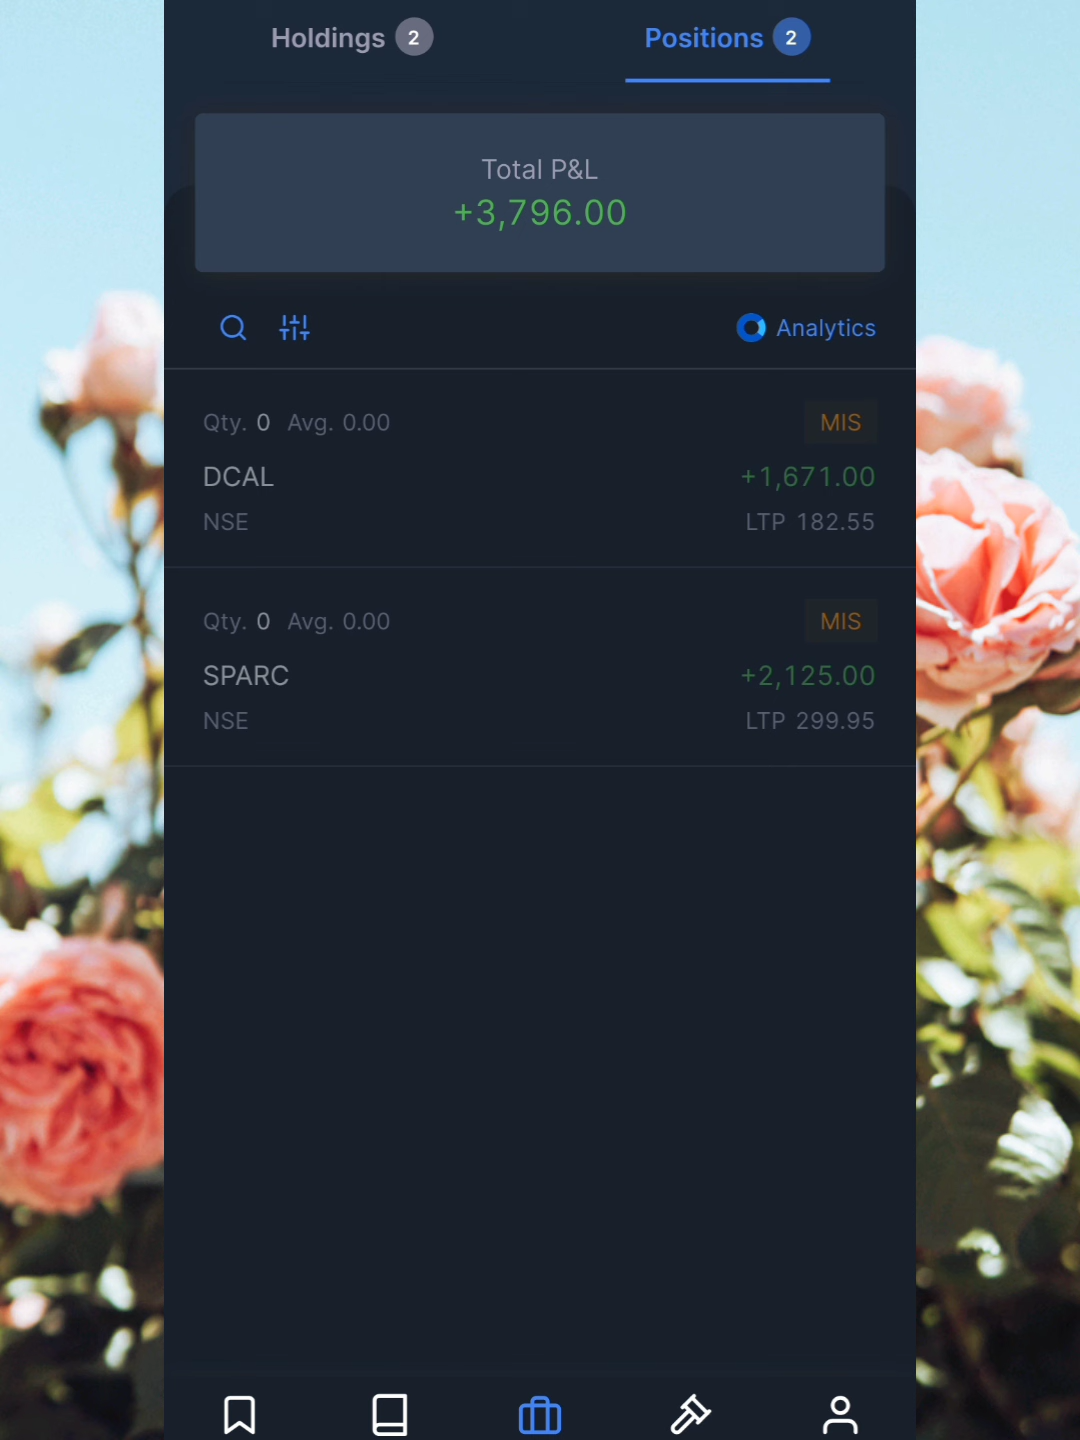 Holdings 2 Positions 2
Total P&L
+3,796.00
Analytics
Qty. 0 Avg. 0.00 MIS
DCAL +1,671.00
NSE LTP 182.55
Qty. 0 Avg. 0.00 MIS
SPARC +2,125.00
NSE LTP 299.95